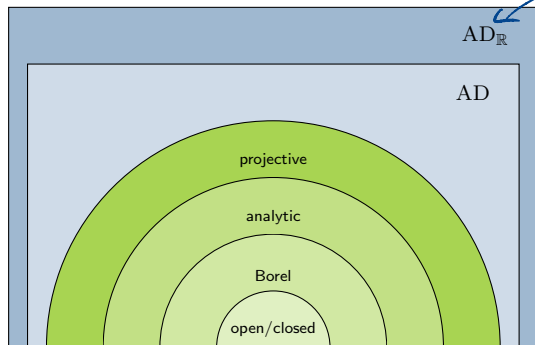 AD_ℝ
AD
projective
analytic
Borel
open/closed